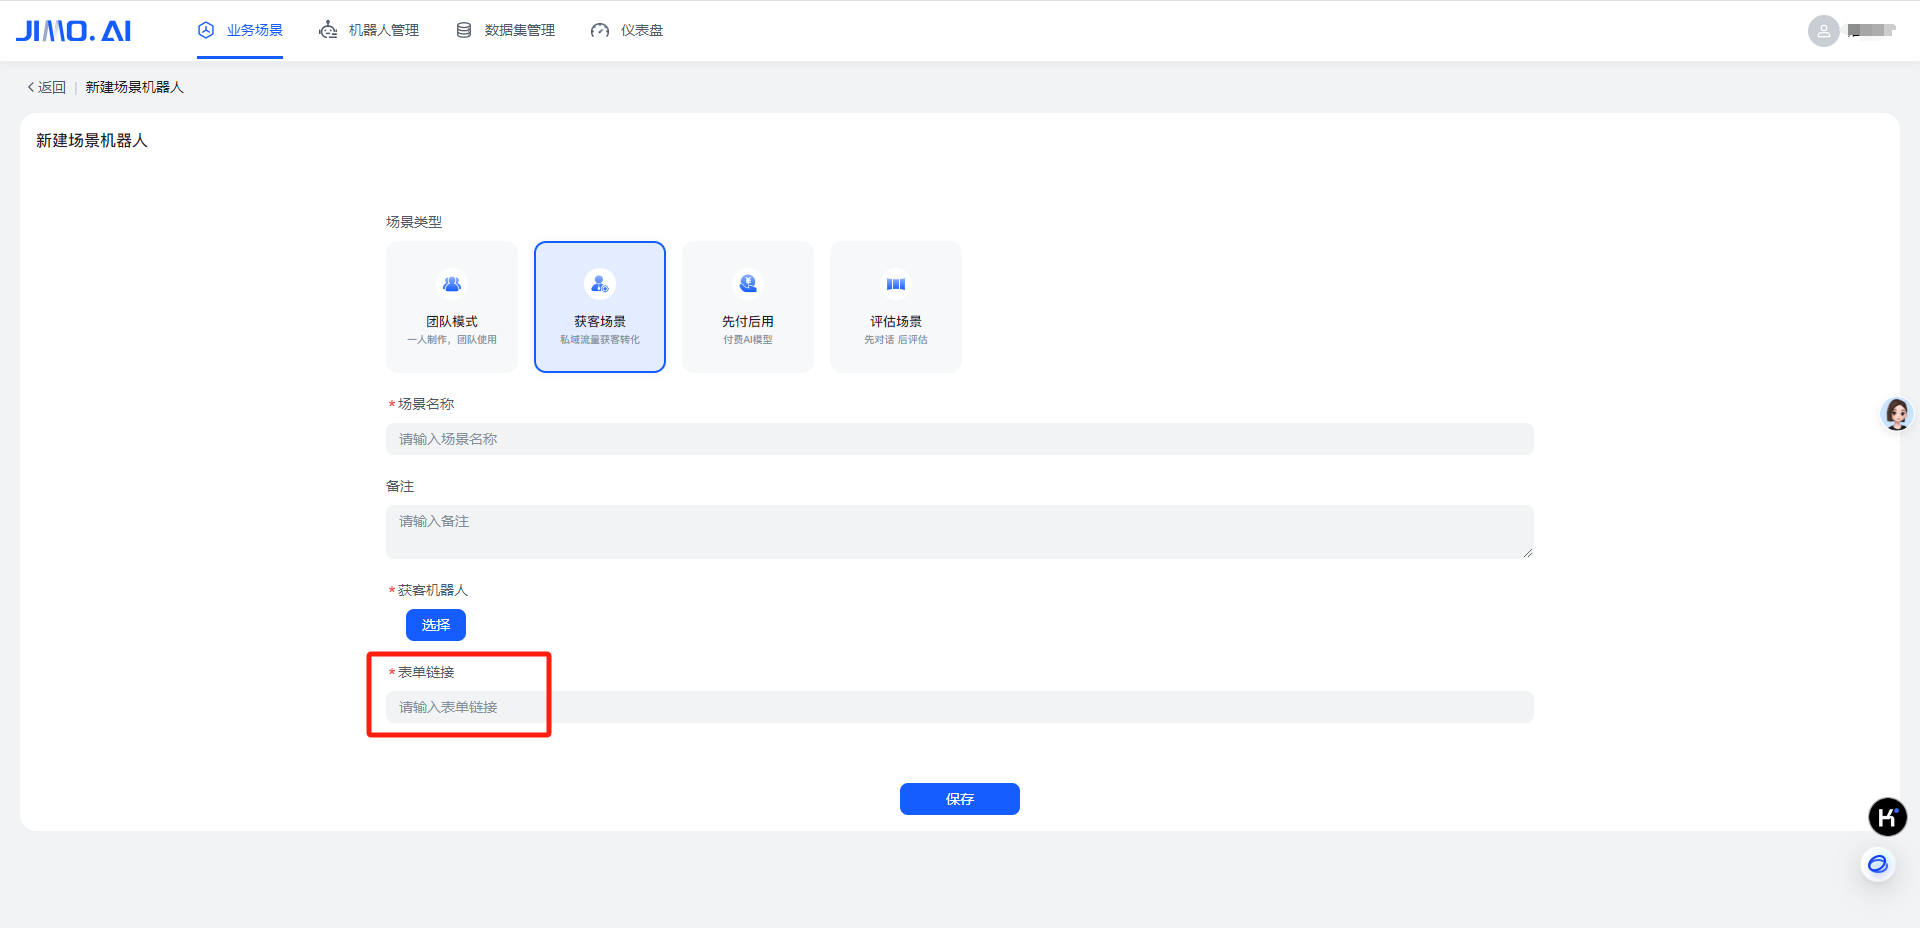 JIMO. AI
业务场景
机器人管理
数据集管理
仪表盘
返回 | 新建场景机器人
新建场景机器人
场景类型
团队模式
一人制作，团队使用
获客场景
私域流量获客转化
先付后用
付费AI模型
评估场景
先对话 后评估
*场景名称
请输入场景名称
备注
请输入备注
*获客机器人
选择
*表单链接
请输入表单链接
保存
K